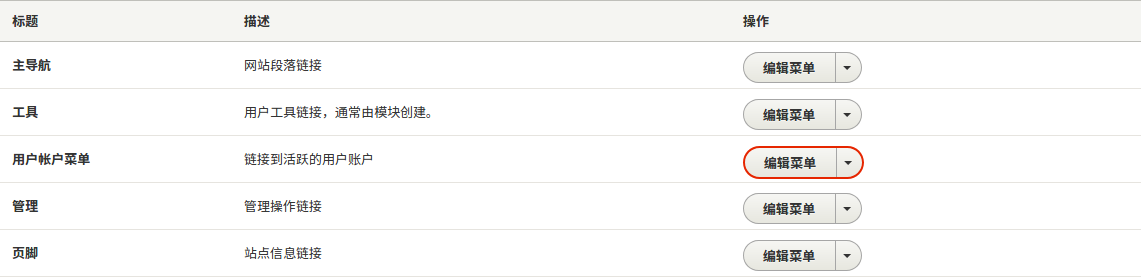 标题 描述 操作
主导航 网站段落链接 编辑菜单
工具 用户工具链接，通常由模块创建。 编辑菜单
用户帐户菜单 链接到活跃的用户账户 编辑菜单
管理 管理操作链接 编辑菜单
页脚 站点信息链接 编辑菜单